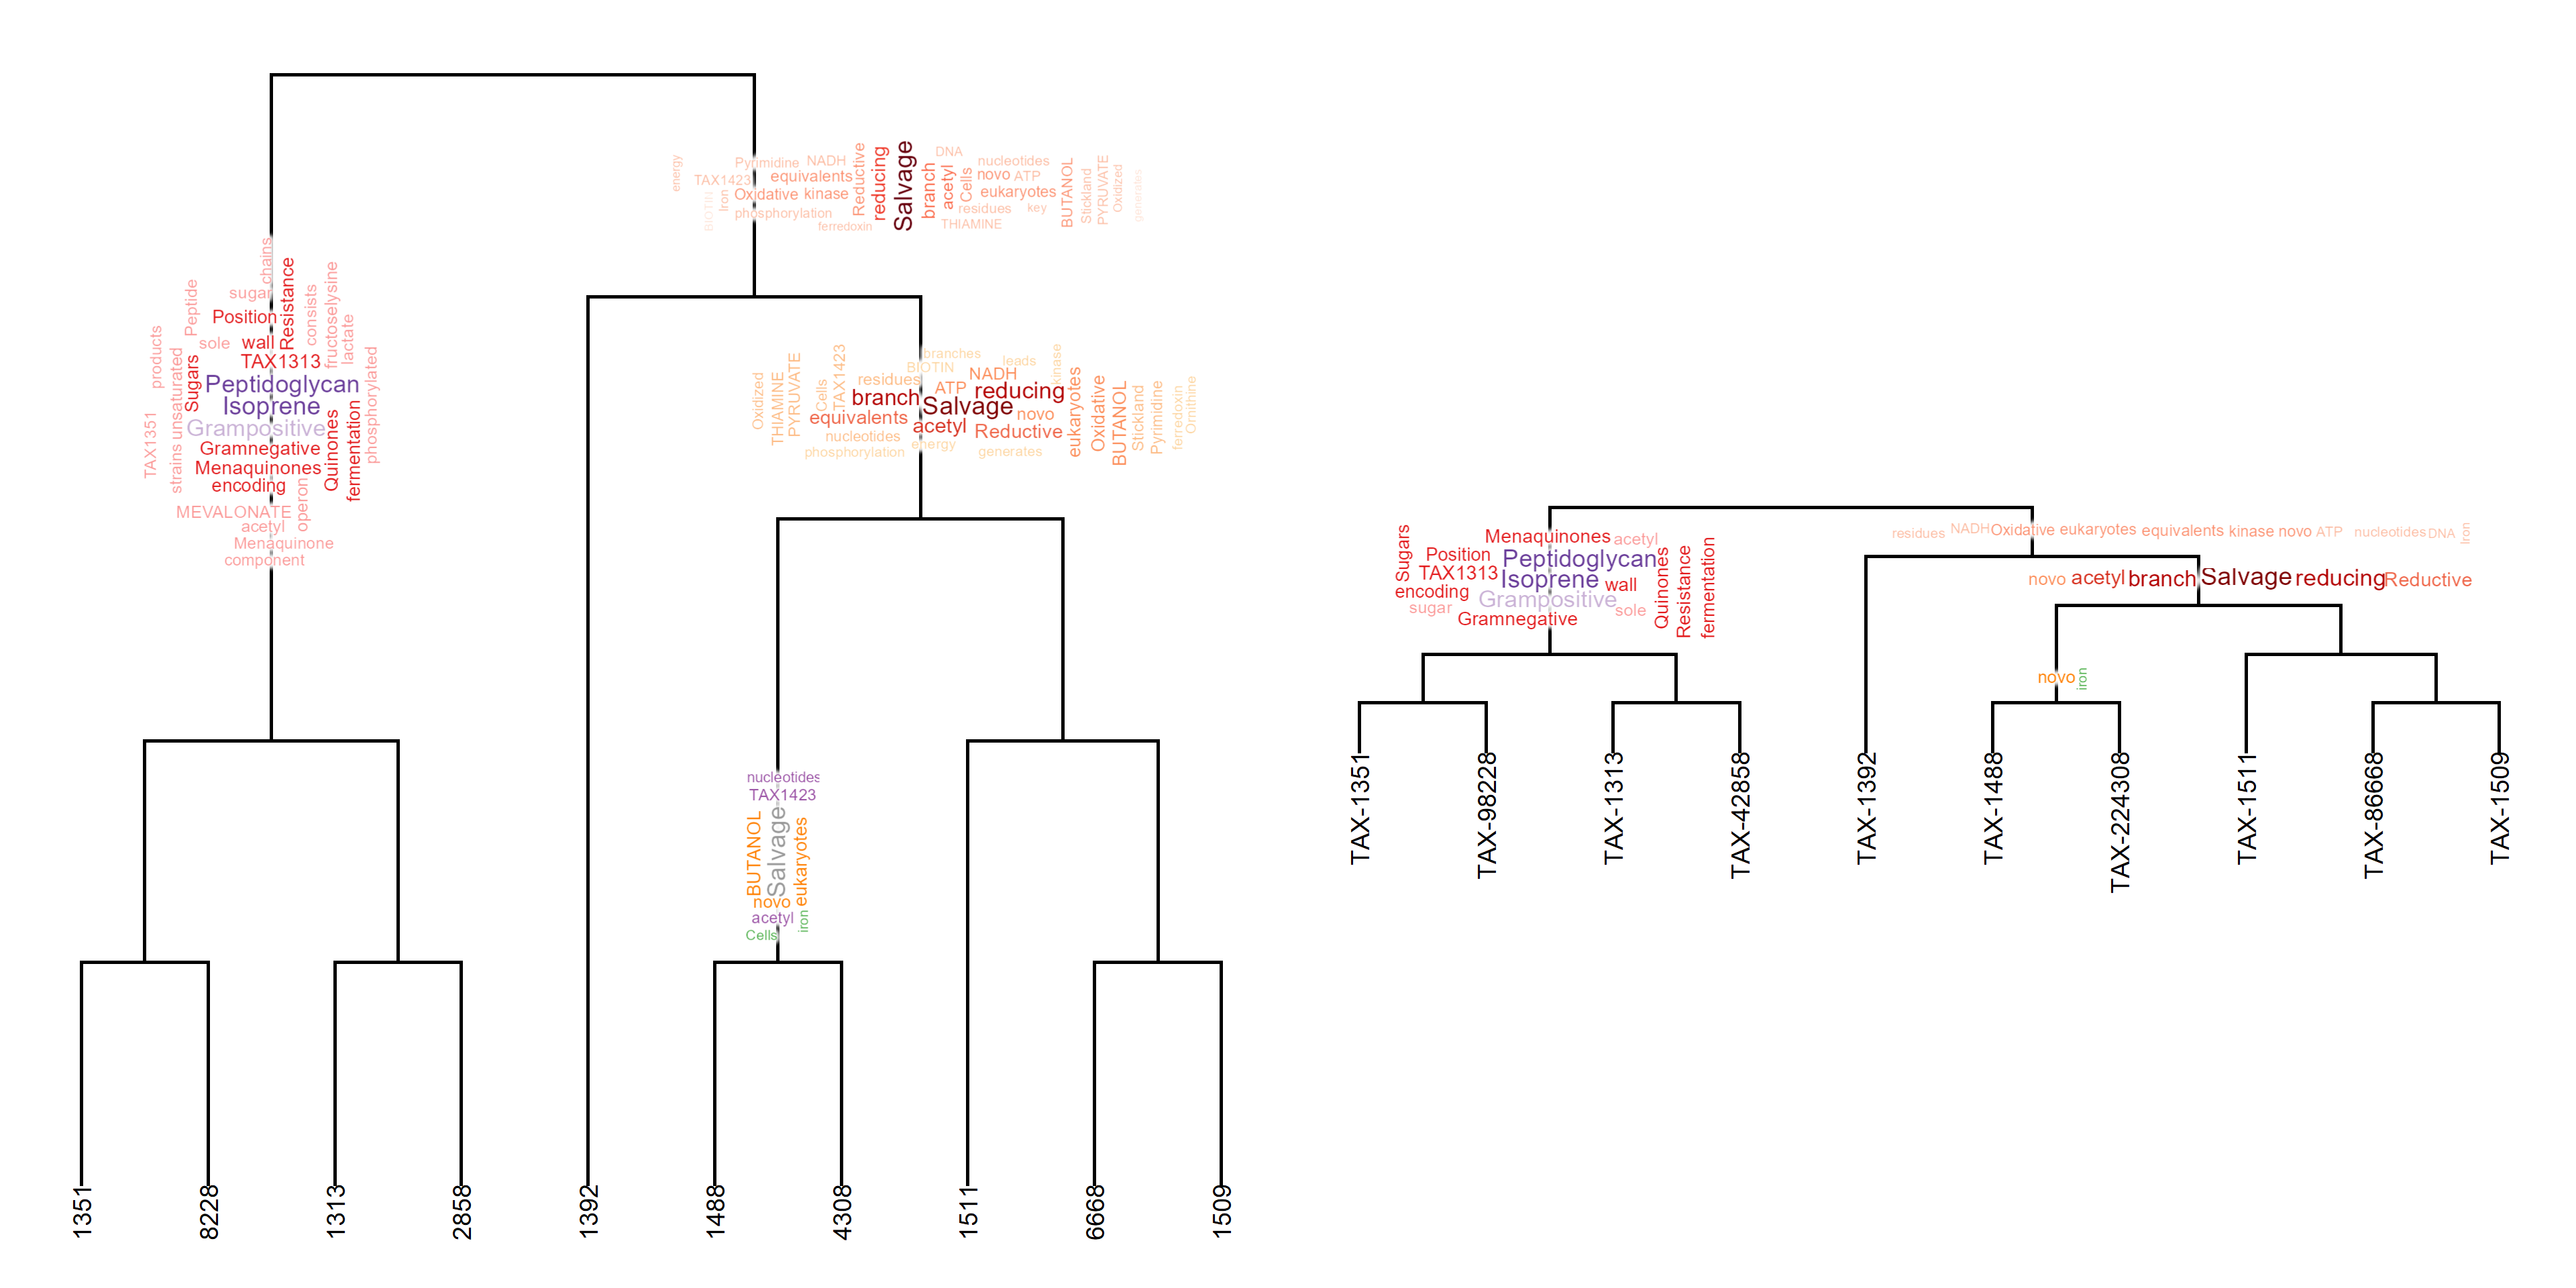 energy
BIOTIN
TAX1423
Iron
Pyrimidine NADH
equivalents
Oxidative kinase
phosphorylation
ferredoxin
Reductive
reducing
Salvage
branch
acetyl
DNA
Cells
nucleotides
novo ATP
eukaryotes
residues key
THIAMINE
BUTANOL
Stickland
PYRUVATE
Oxidized
generates
chains
sugar
Peptide
Position
Resistance
consists
fructoselysine
lactate
products
sole wall
TAX1313
unsaturated
Sugars
Peptidoglycan
Isoprene
Grampositive
TAX1351
strains
Gramnegative
Menaquinones
encoding
Quinones
fermentation
phosphorylated
operon
MEVALONATE
acetyl
Menaquinone
component
Oxidized
THIAMINE
PYRUVATE
Cells
TAX1423
branches
BIOTIN
leads
kinase
residues
ATP
NADH
branch
reducing
Salvage
equivalents
novo
acetyl
Reductive
nucleotides
energy
phosphorylation
generates
eukaryotes
Oxidative
BUTANOL
Stickland
Pyrimidine
ferredoxin
Ornithine
nucleotides
TAX1423
BUTANOL
Salvage
eukaryotes
novo
acetyl
iron
Cells
1351
8228
1313
2858
1392
1488
4308
1511
6668
1509
Sugars
Menaquinones acetyl
Position
Peptidoglycan
TAX1313
Isoprene wall
encoding
Grampositive
sugar
sole
Gramnegative
Quinones
Resistance
fermentation
residues NADH Oxidative eukaryotes equivalents kinase novo ATP nucleotides DNA Iron
novo acetyl branch Salvage reducing Reductive
novo iron
TAX-1351
TAX-98228
TAX-1313
TAX-42858
TAX-1392
TAX-1488
TAX-224308
TAX-1511
TAX-86668
TAX-1509